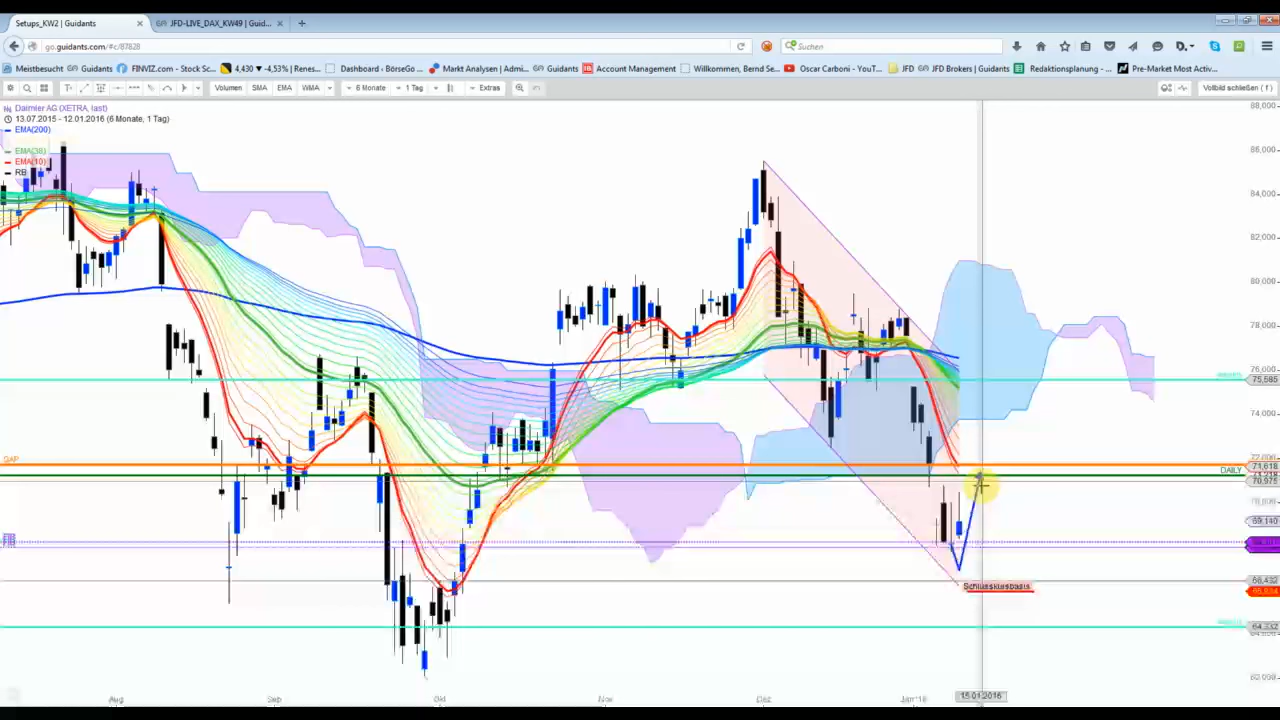 Setups_KW2 | Guidants
JFD-LIVE_DAX_KW49 | Guid...
go.guidants.com/#c/87828
Suchen
Meistbesucht
Guidants
FINVIZ.com - Stock Sc...
4,430 ▼ -4,53% | Renes...
Dashboard - BörseGo ...
Markt Analysen | Admi...
Guidants
Account Management
Willkommen, Bernd Se...
Oscar Carboni - YouT...
JFD
JFD Brokers | Guidants
Redaktionsplanung - ...
Pre-Market Most Activ...
Volumen
SMA
EMA
WMA
6 Monate
1 Tag
Extras
Vollbild schließen ( f )
Daimler AG (XETRA, last)
13.07.2015 - 12.01.2016 (6 Monate, 1 Tag)
EMA(200)
EMA(38)
EMA(10)
RB
88,000
86,000
84,000
82,000
80,000
78,000
76,000
75,585
74,000
GAP
71,618
DAILY
70,975
69,140
66,432
Schlusskursbasis
64,332
62,000
Aug
Sep
Okt
Nov
Dez
Jan '16
15.01.2016